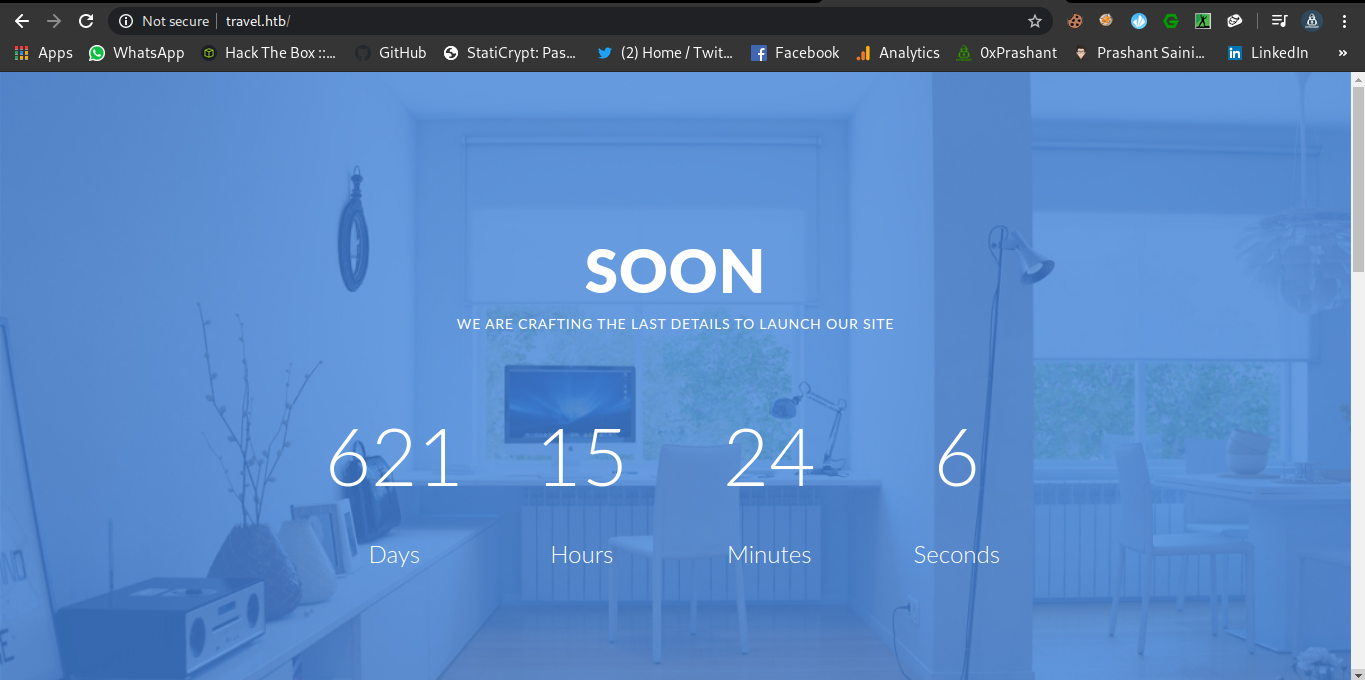 Not secure travel.htb/
Apps WhatsApp Hack The Box ::... GitHub StatiCrypt: Pas... (2) Home / Twit... Facebook Analytics 0xPrashant Prashant Saini... LinkedIn »
SOON
WE ARE CRAFTING THE LAST DETAILS TO LAUNCH OUR SITE
621 15 24 6
Days Hours Minutes Seconds